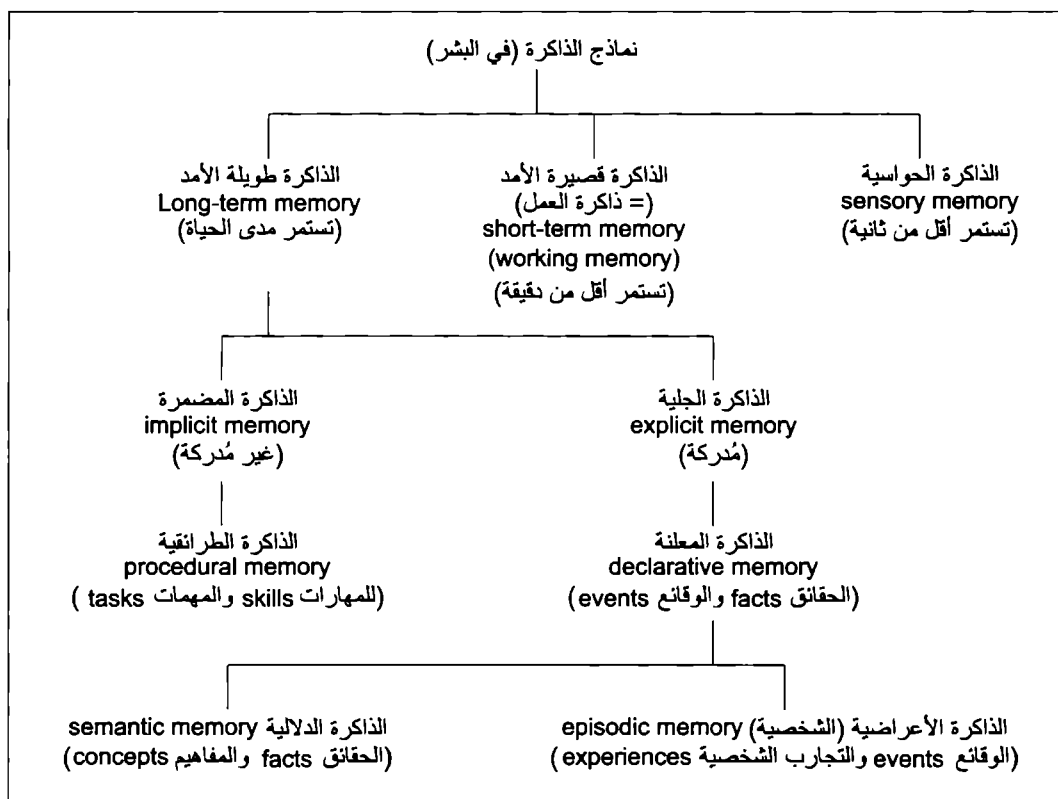 نماذج الذاكرة (في البشر)
الذاكرة الحواسية
sensory memory
(تستمر أقل من ثانية)
الذاكرة قصيرة الأمد
(= ذاكرة العمل)
short-term memory
(working memory)
(تستمر أقل من دقيقة)
الذاكرة طويلة الأمد
Long-term memory
(تستمر مدى الحياة)
الذاكرة الجلية
explicit memory
(مُدركة)
الذاكرة المضمرة
implicit memory
(غير مُدركة)
الذاكرة المعلنة
declarative memory
(الحقائق facts والوقائع events)
الذاكرة الطرائقية
procedural memory
(للمهارات skills والمهمات tasks )
الذاكرة الأعراضية (الشخصية) episodic memory
(الوقائع events والتجارب الشخصية experiences)
الذاكرة الدلالية semantic memory
(الحقائق facts والمفاهيم concepts)